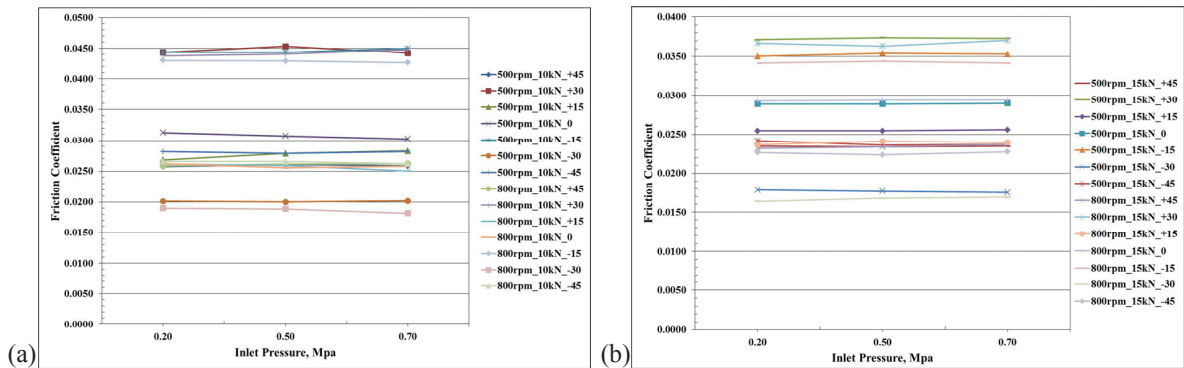 0.0500
0.0450
0.0400
0.0350
0.0300
0.0250
0.0200
0.0150
0.0100
0.0050
0.0000
Friction Coefficient
0.20 0.50 0.70
Inlet Pressure, Mpa
500rpm_10kN_+45
500rpm_10kN_+30
500rpm_10kN_+15
500rpm_10kN_0
500rpm_10kN_-15
500rpm_10kN_-30
500rpm_10kN_-45
800rpm_10kN_+45
800rpm_10kN_+30
800rpm_10kN_+15
800rpm_10kN_0
800rpm_10kN_-15
800rpm_10kN_-30
800rpm_10kN_-45
(a)
0.0400
0.0350
0.0300
0.0250
0.0200
0.0150
0.0100
0.0050
0.0000
Friction Coefficient
0.20 0.50 0.70
Inlet Pressure, Mpa
500rpm_15kN_+45
500rpm_15kN_+30
500rpm_15kN_+15
500rpm_15kN_0
500rpm_15kN_-15
500rpm_15kN_-30
500rpm_15kN_-45
800rpm_15kN_+45
800rpm_15kN_+30
800rpm_15kN_+15
800rpm_15kN_0
800rpm_15kN_-15
800rpm_15kN_-30
800rpm_15kN_-45
(b)